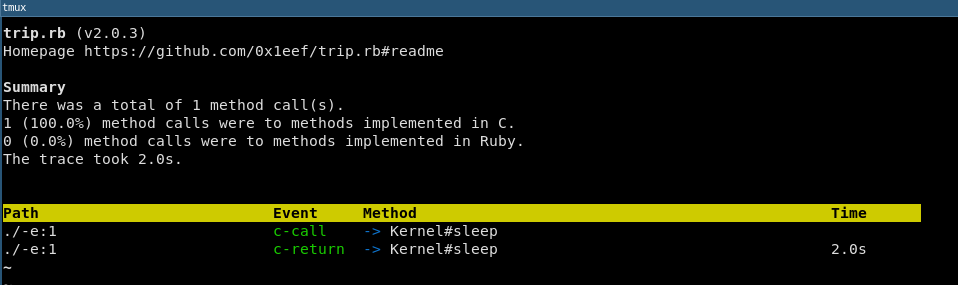 tmux
trip.rb (v2.0.3)
Homepage https://github.com/0x1eef/trip.rb#readme
Summary
There was a total of 1 method call(s).
1 (100.0%) method calls were to methods implemented in C.
0 (0.0%) method calls were to methods implemented in Ruby.
The trace took 2.0s.
Path Event Method Time
./-e:1 c-call -> Kernel#sleep
./-e:1 c-return -> Kernel#sleep 2.0s
~